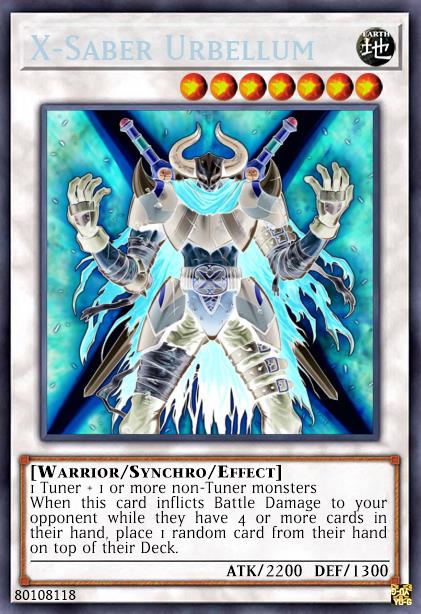 X-Saber Urbellum
EARTH
地
[Warrior/Synchro/Effect]
1 Tuner + 1 or more non-Tuner monsters
When this card inflicts Battle Damage to your
opponent while they have 4 or more cards in
their hand, place 1 random card from their hand
on top of their Deck.
ATK/2200 DEF/1300
80108118